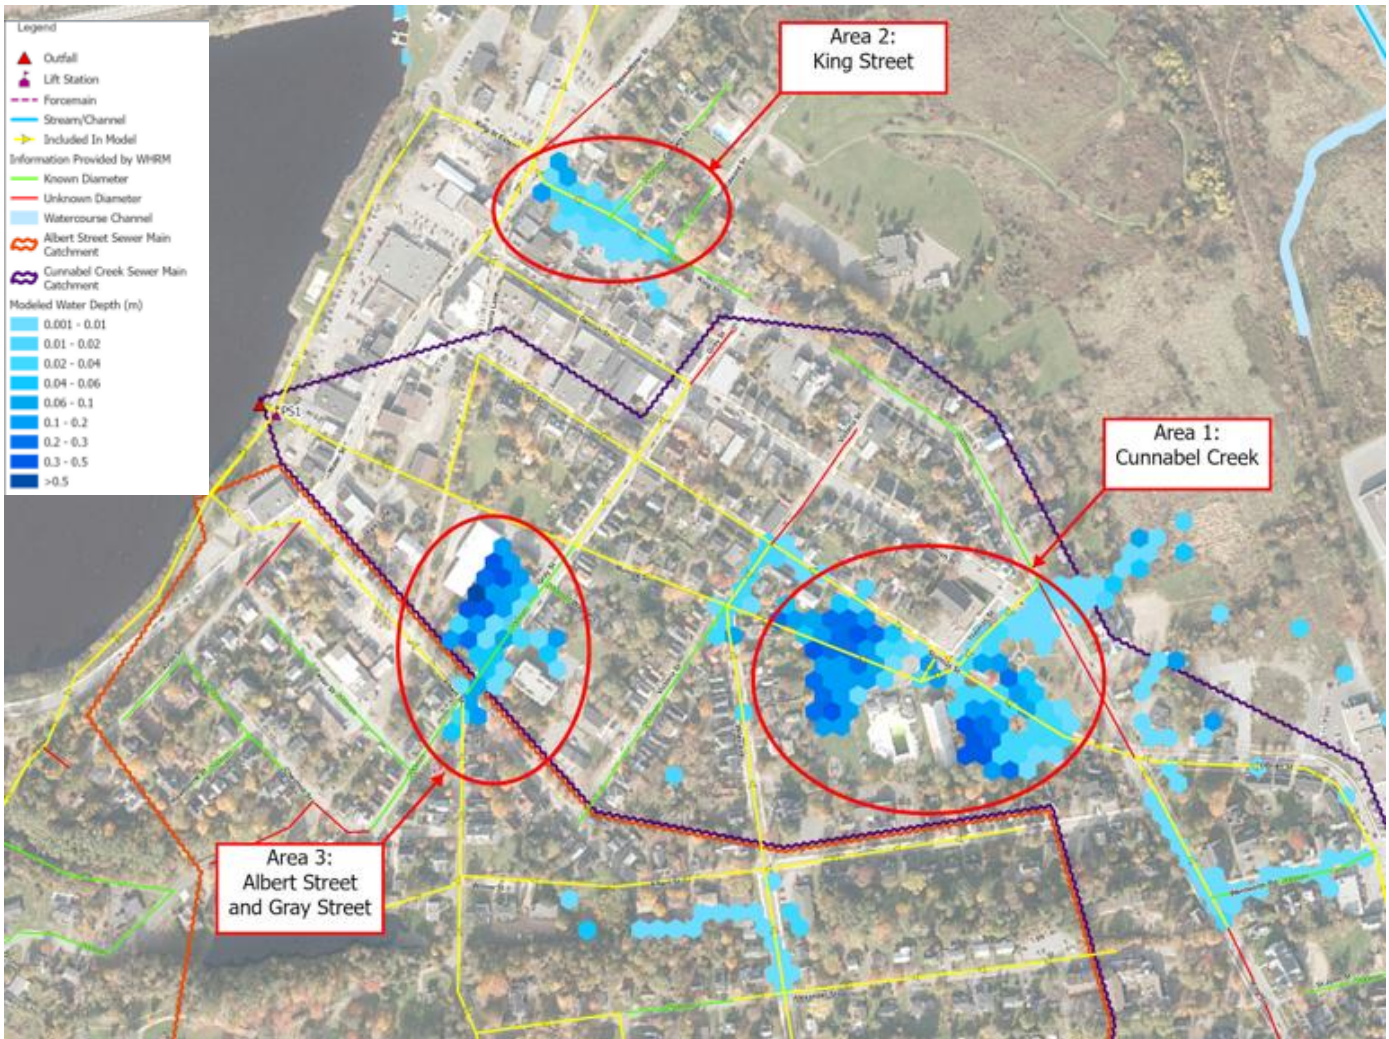 Legend
Outfall
Lift Station
Forcemain
Stream/Channel
Included In Model
Information Provided by WHRM
Known Diameter
Unknown Diameter
Watercourse Channel
Albert Street Sewer Main
Catchment
Cunnabel Creek Sewer Main
Catchment
Modeled Water Depth (m)
0.001 - 0.01
0.01 - 0.02
0.02 - 0.04
0.04 - 0.06
0.06 - 0.1
0.1 - 0.2
0.2 - 0.3
0.3 - 0.5
>0.5
Area 2:
King Street
PS1
Area 1:
Cunnabel Creek
Gray St
Area 3:
Albert Street
and Gray Street